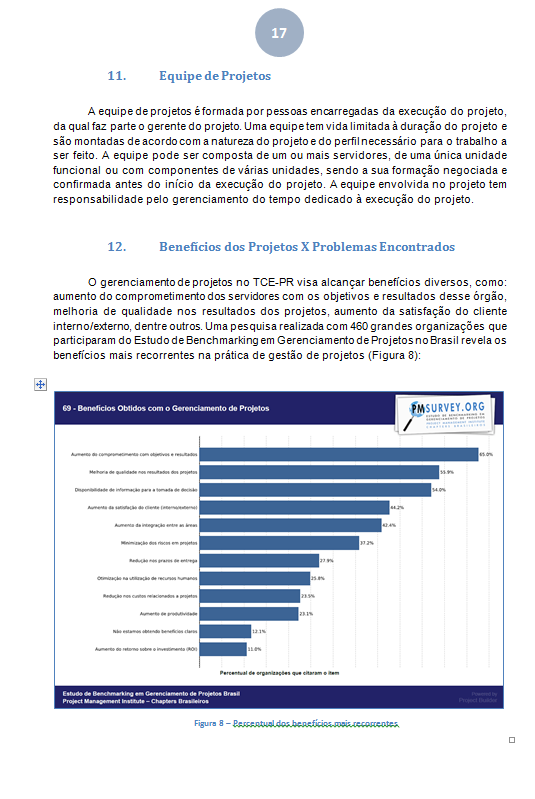 17
11. Equipe de Projetos
A equipe de projetos é formada por pessoas encarregadas da execução do projeto,
da qual faz parte o gerente do projeto. Uma equipe tem vida limitada à duração do projeto e
são montadas de acordo com a natureza do projeto e do perfil necessário para o trabalho a
ser feito. A equipe pode ser composta de um ou mais servidores, de uma única unidade
funcional ou com componentes de várias unidades, sendo a sua formação negociada e
confirmada antes do início da execução do projeto. A equipe envolvida no projeto tem
responsabilidade pelo gerenciamento do tempo dedicado à execução do projeto.
12. Benefícios dos Projetos X Problemas Encontrados
O gerenciamento de projetos no TCE-PR visa alcançar benefícios diversos, como:
aumento do comprometimento dos servidores com os objetivos e resultados desse órgão,
melhoria de qualidade nos resultados dos projetos, aumento da satisfação do cliente
interno/externo, dentre outros. Uma pesquisa realizada com 460 grandes organizações que
participaram do Estudo de Benchmarking em Gerenciamento de Projetos no Brasil revela os
benefícios mais recorrentes na prática de gestão de projetos (Figura 8):
69 - Benefícios Obtidos com o Gerenciamento de Projetos
PMSURVEY.ORG
ESTUDO DE BENCHMARKING EM
GERENCIAMENTO DE PROJETOS
PROJECT MANAGEMENT INSTITUTE
CHAPTERS BRASILEIROS
Aumento do comprometimento com objetivos e resultados 65.0%
Melhoria de qualidade nos resultados dos projetos 55.9%
Disponibilidade de informação para a tomada de decisão 54.0%
Aumento da satisfação do cliente (interno/externo) 44.2%
Aumento da integração entre as áreas 42.4%
Minimização dos riscos em projetos 37.2%
Redução nos prazos de entrega 27.9%
Otimização na utilização de recursos humanos 25.8%
Redução nos custos relacionados a projetos 23.5%
Aumento de produtividade 23.1%
Não estamos obtendo benefícios claros 12.1%
Aumento do retorno sobre o investimento (ROI) 11.0%
Percentual de organizações que citaram o item
Estudo de Benchmarking em Gerenciamento de Projetos Brasil
Project Management Institute – Chapters Brasileiros
Powered by
Project Builder
Figura 8 – Percentual dos benefícios mais recorrentes